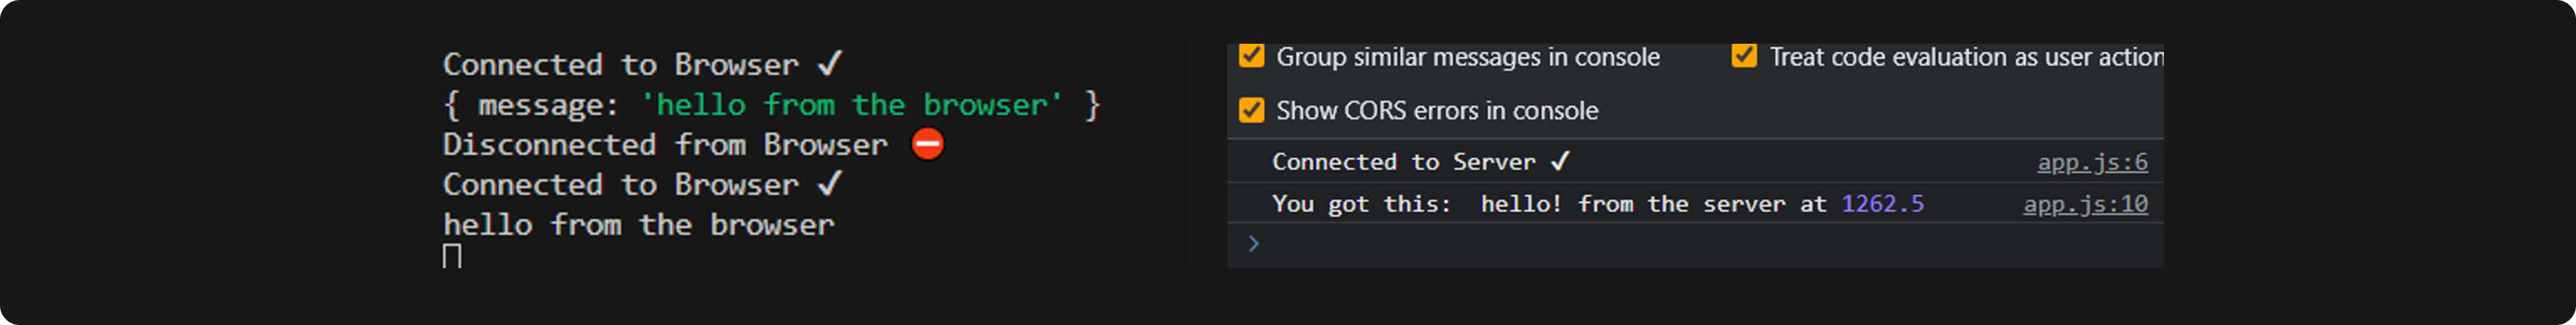 Connected to Browser ✓
{ message: 'hello from the browser' }
Disconnected from Browser ⛔
Connected to Browser ✓
hello from the browser
Group similar messages in console
Treat code evaluation as user action
Show CORS errors in console
Connected to Server ✓ app.js:6
You got this:  hello! from the server at 1262.5 app.js:10